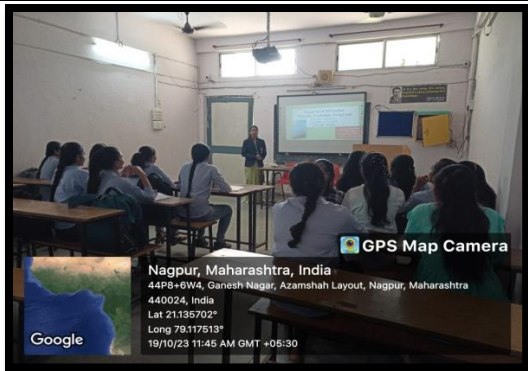 GPS Map Camera
Nagpur, Maharashtra, India
44P8+6W4, Ganesh Nagar, Azamshah Layout, Nagpur, Maharashtra
440024, India
Lat 21.135702°
Long 79.117513°
19/10/23 11:45 AM GMT +05:30
Google